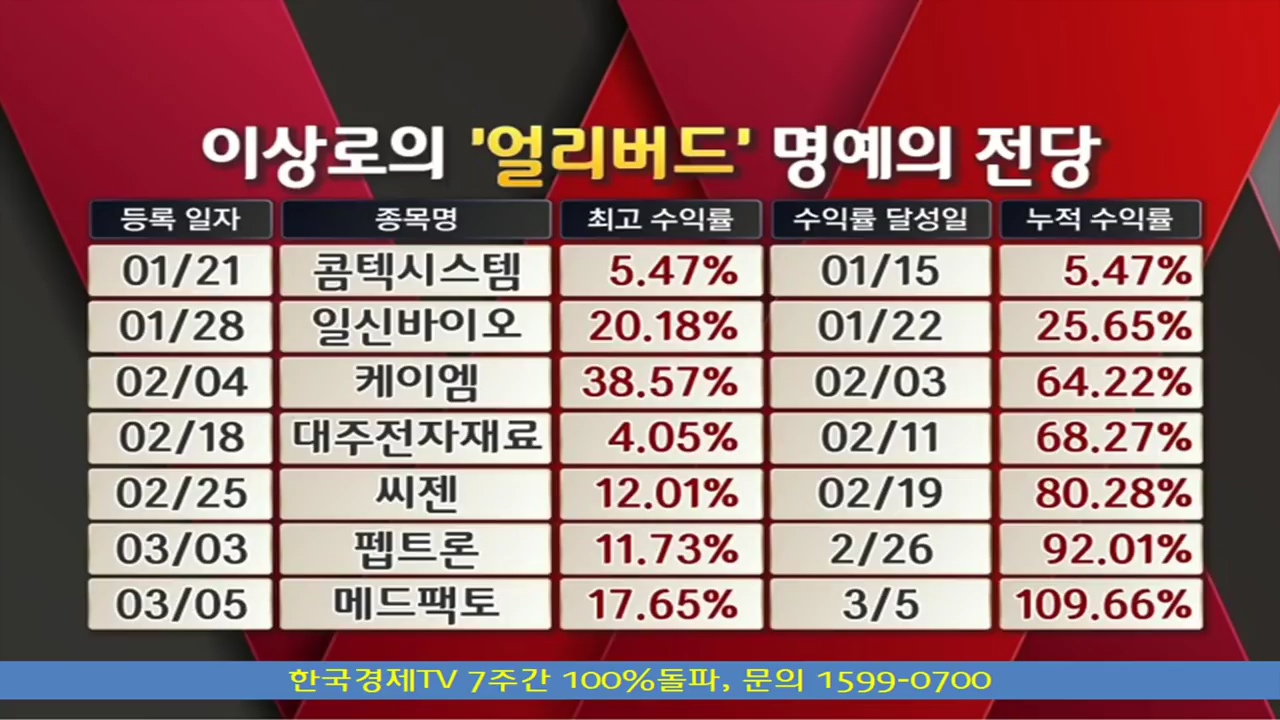 이상로의 '얼리버드' 명예의 전당
등록 일자 종목명 최고 수익률 수익률 달성일 누적 수익률
01/21 콤텍시스템 5.47% 01/15 5.47%
01/28 일신바이오 20.18% 01/22 25.65%
02/04 케이엠 38.57% 02/03 64.22%
02/18 대주전자재료 4.05% 02/11 68.27%
02/25 씨젠 12.01% 02/19 80.28%
03/03 펩트론 11.73% 2/26 92.01%
03/05 메드팩토 17.65% 3/5 109.66%
한국경제TV 7주간 100%돌파, 문의 1599-0700